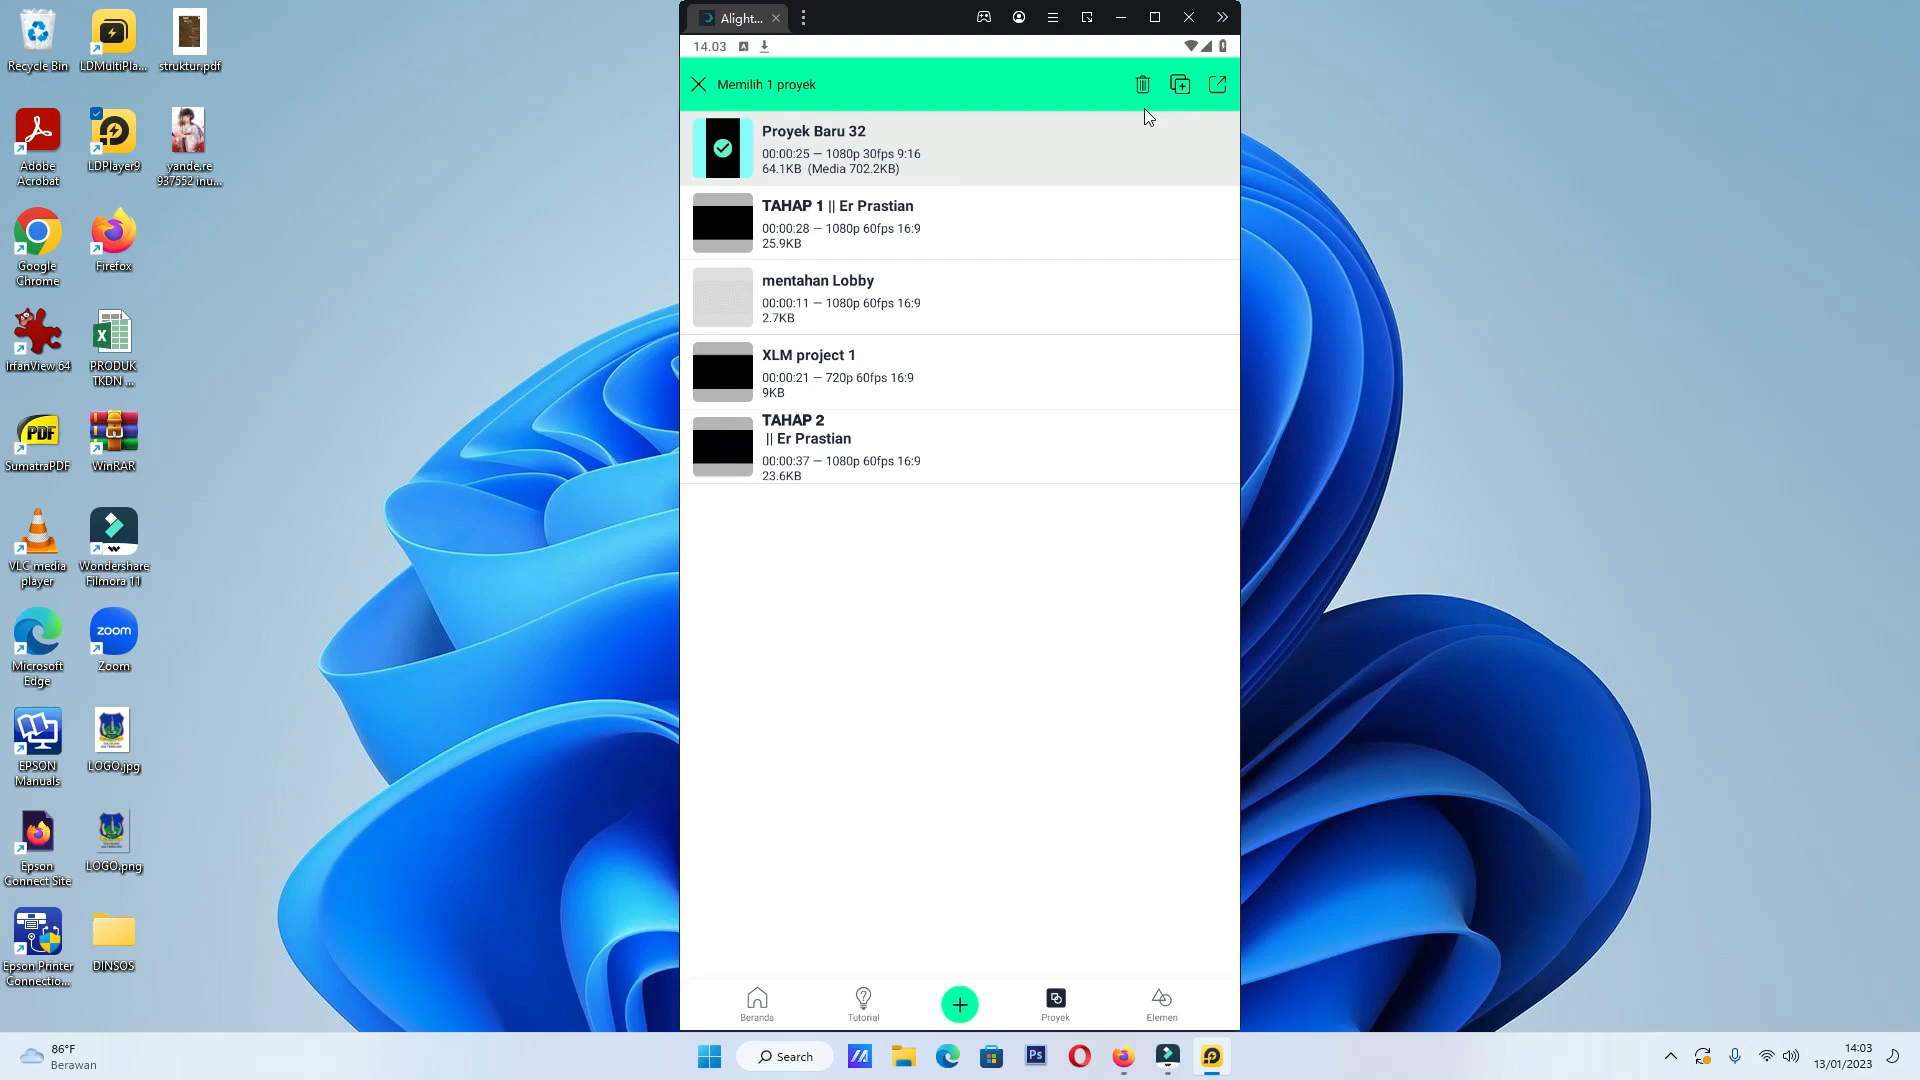 Recycle Bin
LDMultiPla...
struktur.pdf
Adobe
Acrobat
LDPlayer9
yande.re
937552 inu...
Google
Chrome
Firefox
IrfanView 64
PRODUK
TKDN ...
SumatraPDF
WinRAR
VLC media
player
Wondershare
Filmora 11
Microsoft
Edge
zoom
Zoom
EPSON
Manuals
LOGO.jpg
Epson
Connect Site
LOGO.png
Epson Printer
Connectio...
DINSOS
Alight...
14.03
Memilih 1 proyek
Proyek Baru 32
00:00:25 — 1080p 30fps 9:16
64.1KB (Media 702.2KB)
TAHAP 1 || Er Prastian
00:00:28 — 1080p 60fps 16:9
25.9KB
mentahan Lobby
00:00:11 — 1080p 60fps 16:9
2.7KB
XLM project 1
00:00:21 — 720p 60fps 16:9
9KB
TAHAP 2
|| Er Prastian
00:00:37 — 1080p 60fps 16:9
23.6KB
Beranda
Tutorial
Proyek
Elemen
86°F
Berawan
Search
Ps
14:03
13/01/2023